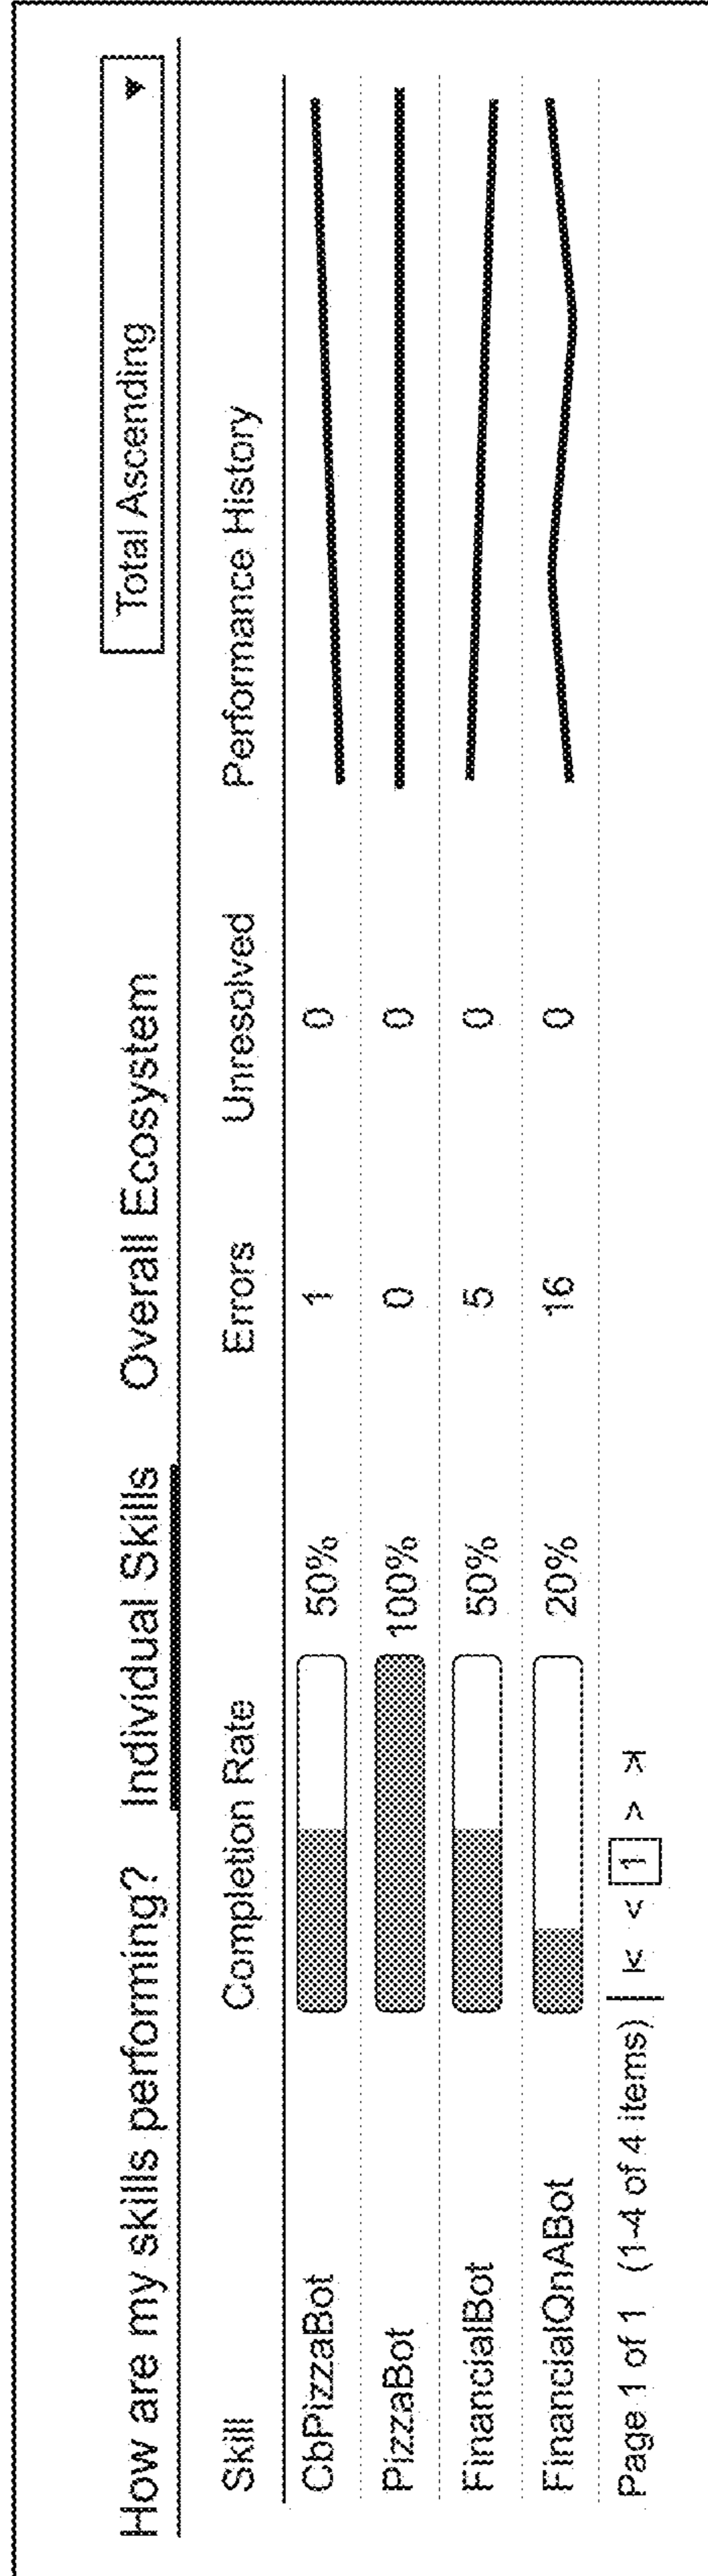 How are my skills performing? Individual Skills Overall Ecosystem Total Ascending ▼
Skill Completion Rate Errors Unresolved Performance History
CbPizzaBot 50% 1 0
PizzaBot 100% 0 0
FinancialBot 50% 5 0
FinancialQnABot 20% 16 0
Page 1 of 1 (1-4 of 4 items) |< < 1 > >|